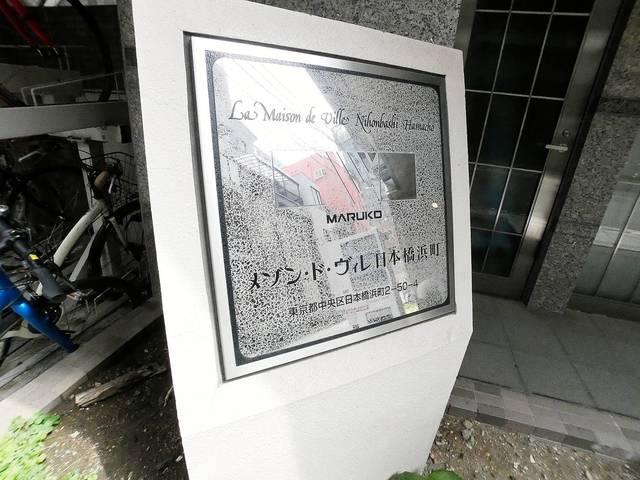 La Maison de Ville Nihonbashi Hamacho
MARUKO
メゾン・ド・ヴィレ日本橋浜町
東京都中央区日本橋浜町2-50-4